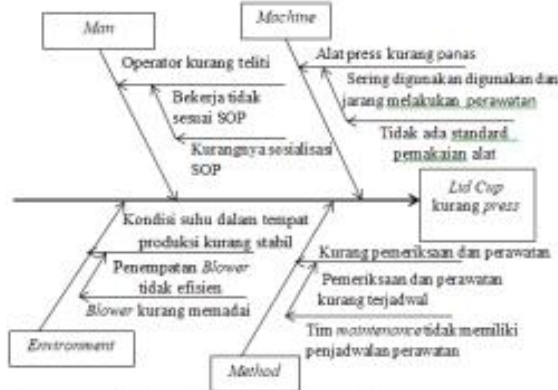 Man
Machine
Operator kurang teliti
Bekerja tidak
sesuai SOP
Kurangnya sosialisasi
SOP
Alat press kurang panas
Sering digunakan digunakan dan
jarang melakukan perawatan
Tidak ada standard
pemakaian alat
Lid Cup
kurang press
Kondisi suhu dalam tempat
produksi kurang stabil
Penempatan Blower
tidak efisien
Blower kurang memadai
Environment
Kurang pemeriksaan dan perawatan
Pemeriksaan dan perawatan
kurang terjadwal
Tim maintenance tidak memiliki
penjadwalan perawatan
Method